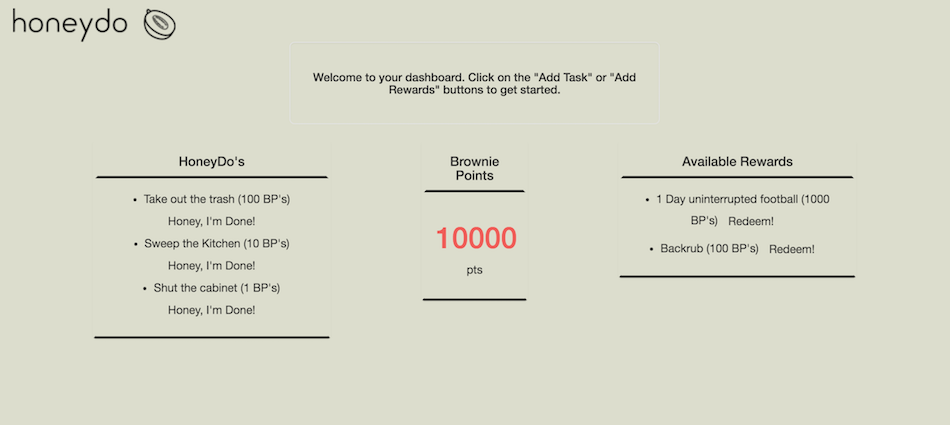 honeydo
Welcome to your dashboard. Click on the "Add Task" or "Add
Rewards" buttons to get started.
HoneyDo's
• Take out the trash (100 BP's)
Honey, I'm Done!
• Sweep the Kitchen (10 BP's)
Honey, I'm Done!
• Shut the cabinet (1 BP's)
Honey, I'm Done!
Brownie
Points
10000
pts
Available Rewards
• 1 Day uninterrupted football (1000
BP's) Redeem!
• Backrub (100 BP's) Redeem!